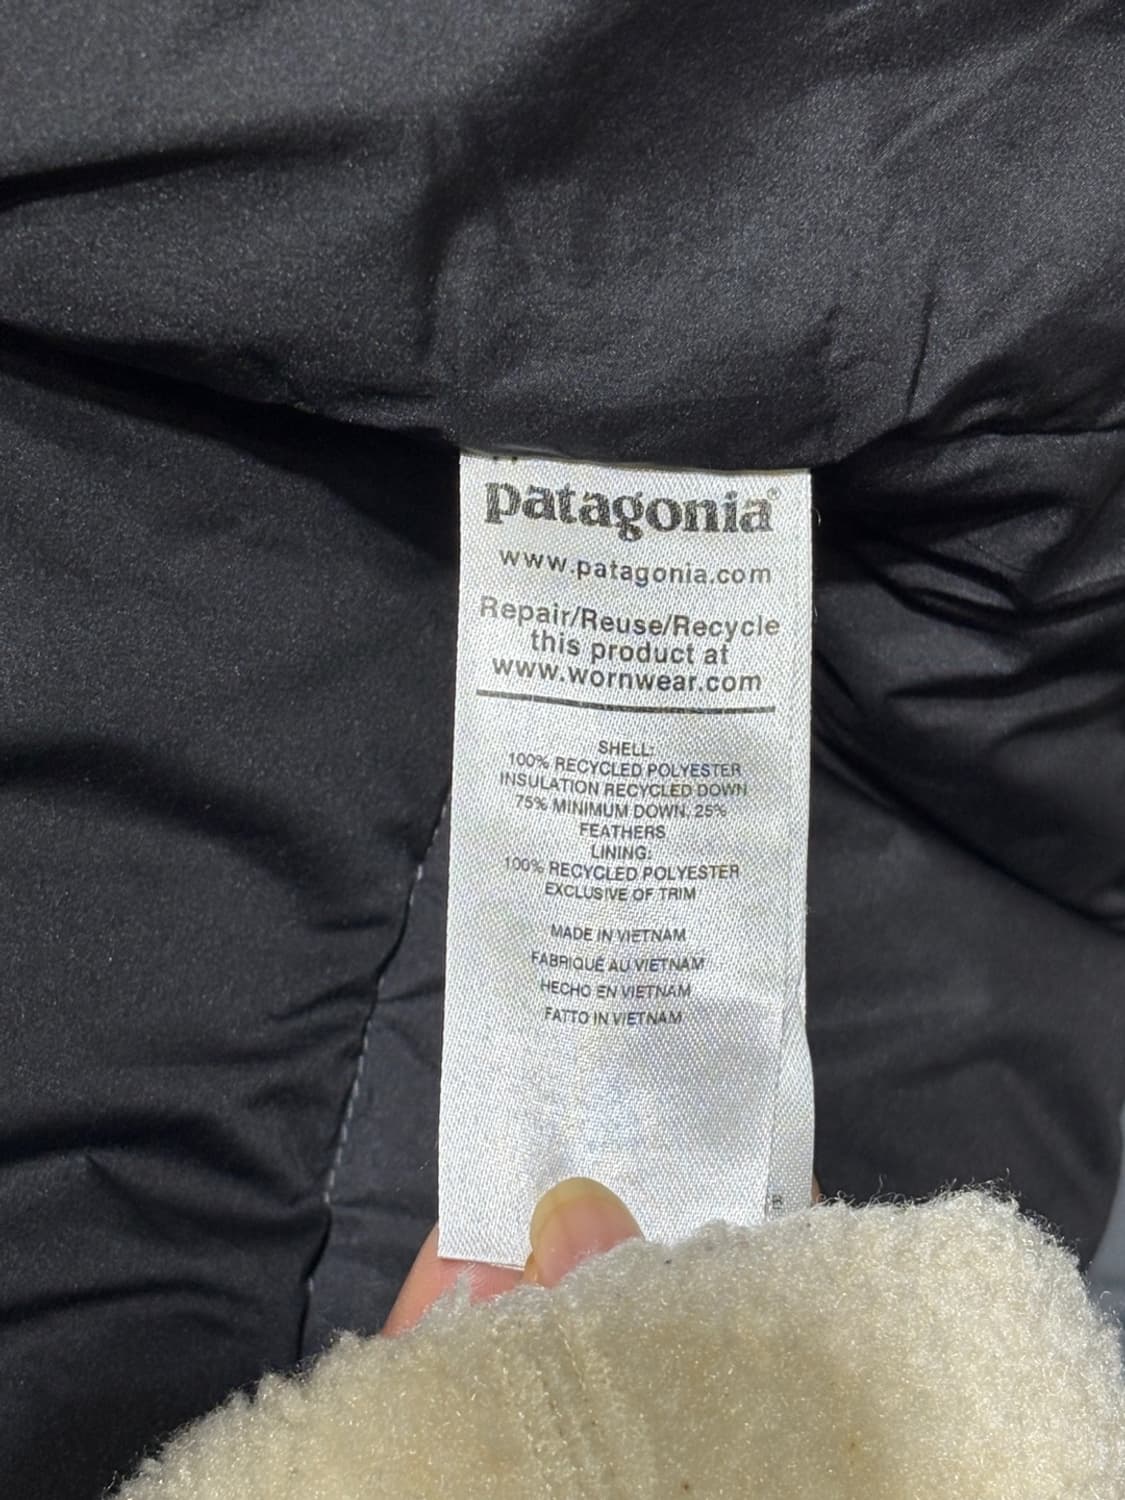 patagonia®
www.patagonia.com
Repair/Reuse/Recycle
this product at
www.wornwear.com
SHELL:
100% RECYCLED POLYESTER
INSULATION RECYCLED DOWN
75% MINIMUM DOWN, 25%
FEATHERS
LINING:
100% RECYCLED POLYESTER
EXCLUSIVE OF TRIM
MADE IN VIETNAM
FABRIQUÉ AU VIETNAM
HECHO EN VIETNAM
FATTO IN VIETNAM